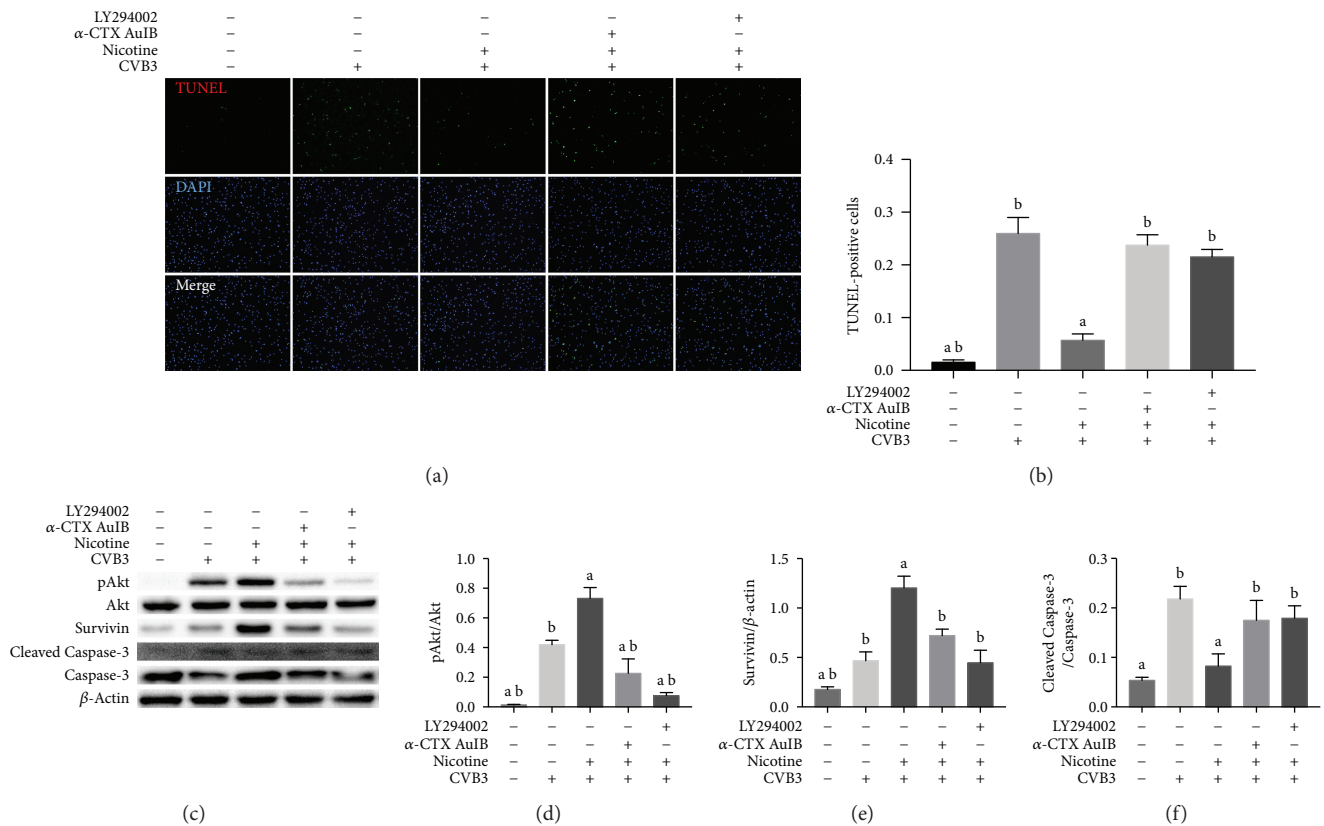 LY294002 – – – – +
α-CTX AuIB – – – + –
Nicotine – – + + +
CVB3 – + + + +
TUNEL
DAPI
Merge
(a)
TUNEL-positive cells
0.4
0.3
0.2
0.1
0.0
a b
b
a
b
b
LY294002 – – – – +
α-CTX AuIB – – – + –
Nicotine – – + + +
CVB3 – + + + +
(b)
LY294002 – – – – +
α-CTX AuIB – – – + –
Nicotine – – + + +
CVB3 – + + + +
pAkt
Akt
Survivin
Cleaved Caspase-3
Caspase-3
β-Actin
(c)
pAkt/Akt
1.0
0.8
0.6
0.4
0.2
0.0
a b
b
a
a b
a b
LY294002 – – – – +
α-CTX AuIB – – – + –
Nicotine – – + + +
CVB3 – + + + +
(d)
Survivin/β-actin
1.5
1.0
0.5
0.0
a b
b
a
a b
b
LY294002 – – – – +
α-CTX AuIB – – – + –
Nicotine – – + + +
CVB3 – + + + +
(e)
Cleaved Caspase-3
/Caspase-3
0.3
0.2
0.1
0.0
a
b
a
b
b
LY294002 – – – – +
α-CTX AuIB – – – + –
Nicotine – – + + +
CVB3 – + + + +
(f)